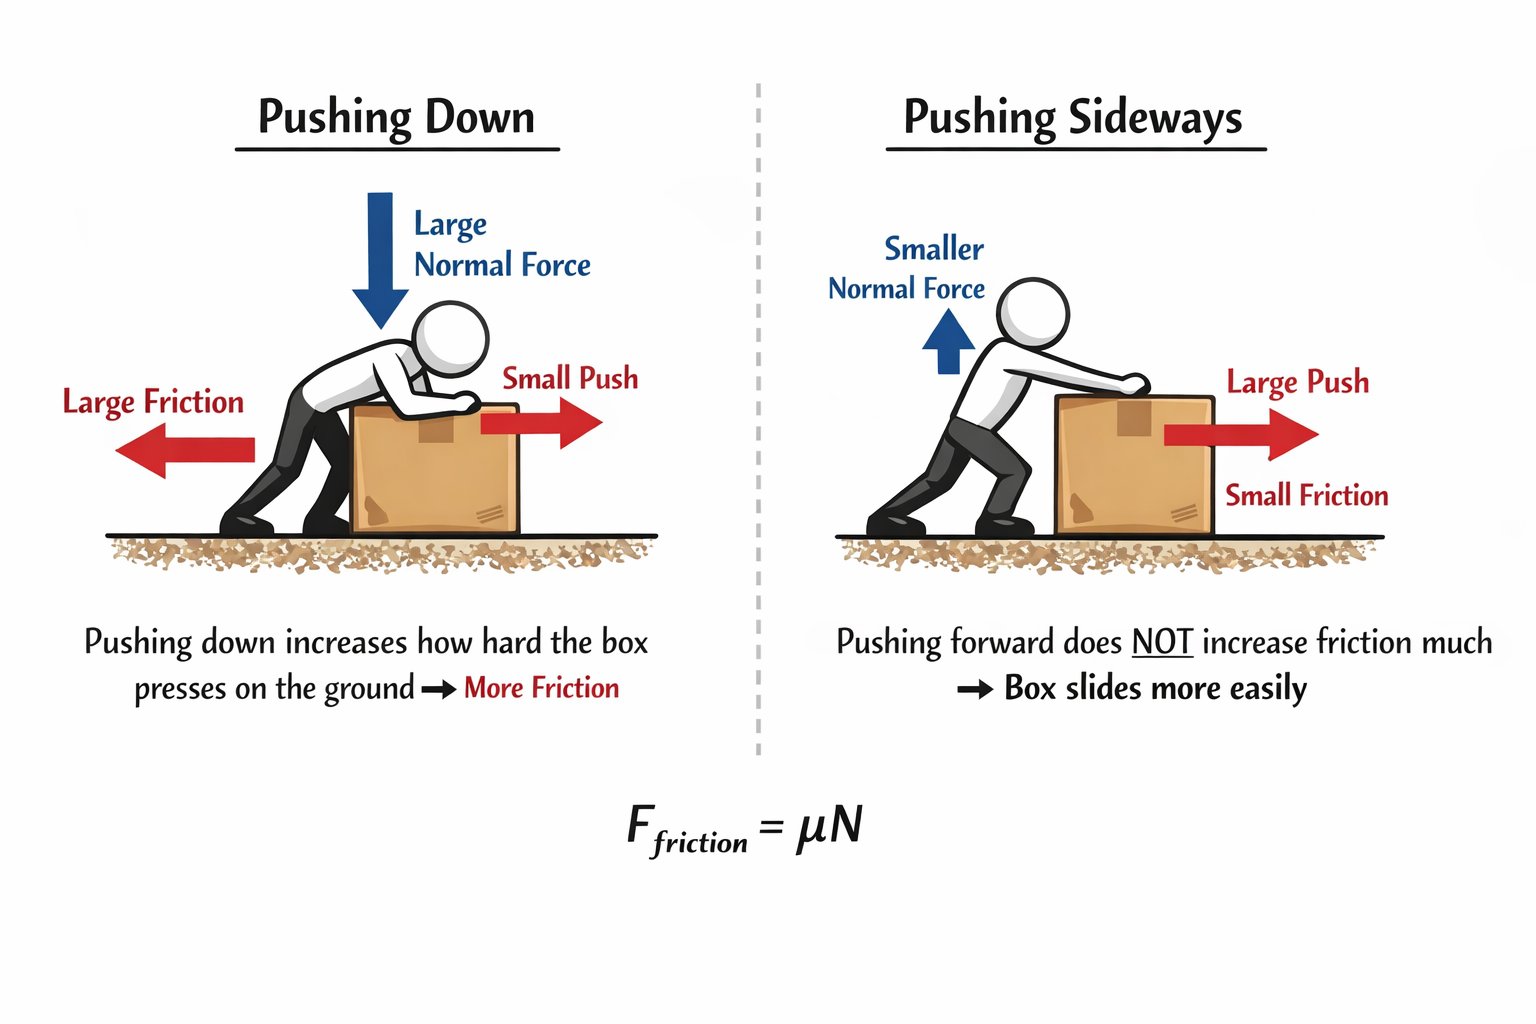 Pushing Down
Large
Normal Force
Small Push
Large Friction
Pushing down increases how hard the box
presses on the ground → More Friction
Pushing Sideways
Smaller
Normal Force
Large Push
Small Friction
Pushing forward does NOT increase friction much
→ Box slides more easily
F_friction = μN